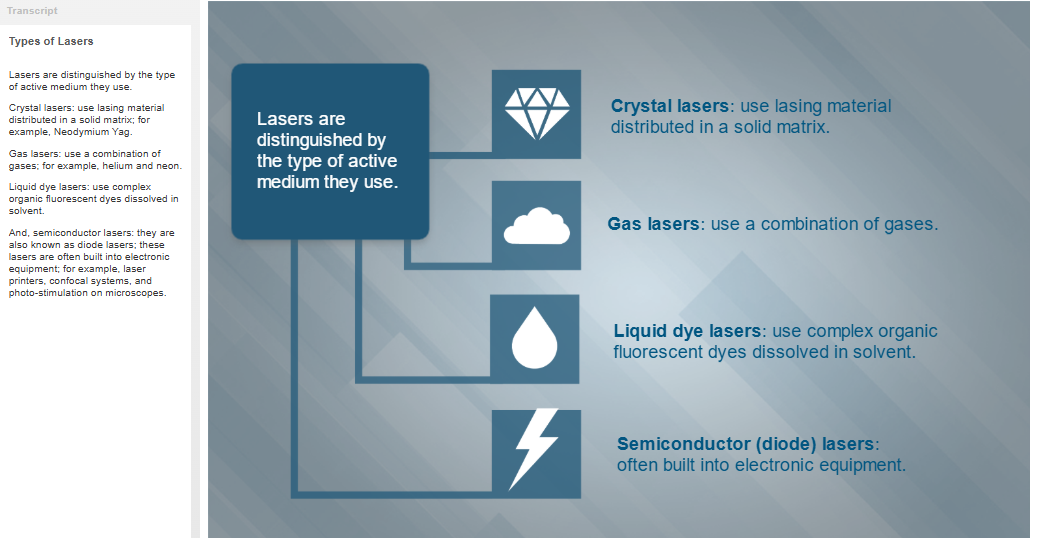 Transcript
Types of Lasers
Lasers are distinguished by the type
of active medium they use.
Crystal lasers: use lasing material
distributed in a solid matrix; for
example, Neodymium Yag.
Gas lasers: use a combination of
gases; for example, helium and neon.
Liquid dye lasers: use complex
organic fluorescent dyes dissolved in
solvent.
And, semiconductor lasers: they are
also known as diode lasers; these
lasers are often built into electronic
equipment; for example, laser
printers, confocal systems, and
photo-stimulation on microscopes.
Lasers are
distinguished by
the type of active
medium they use.
Crystal lasers: use lasing material
distributed in a solid matrix.
Gas lasers: use a combination of gases.
Liquid dye lasers: use complex organic
fluorescent dyes dissolved in solvent.
Semiconductor (diode) lasers:
often built into electronic equipment.